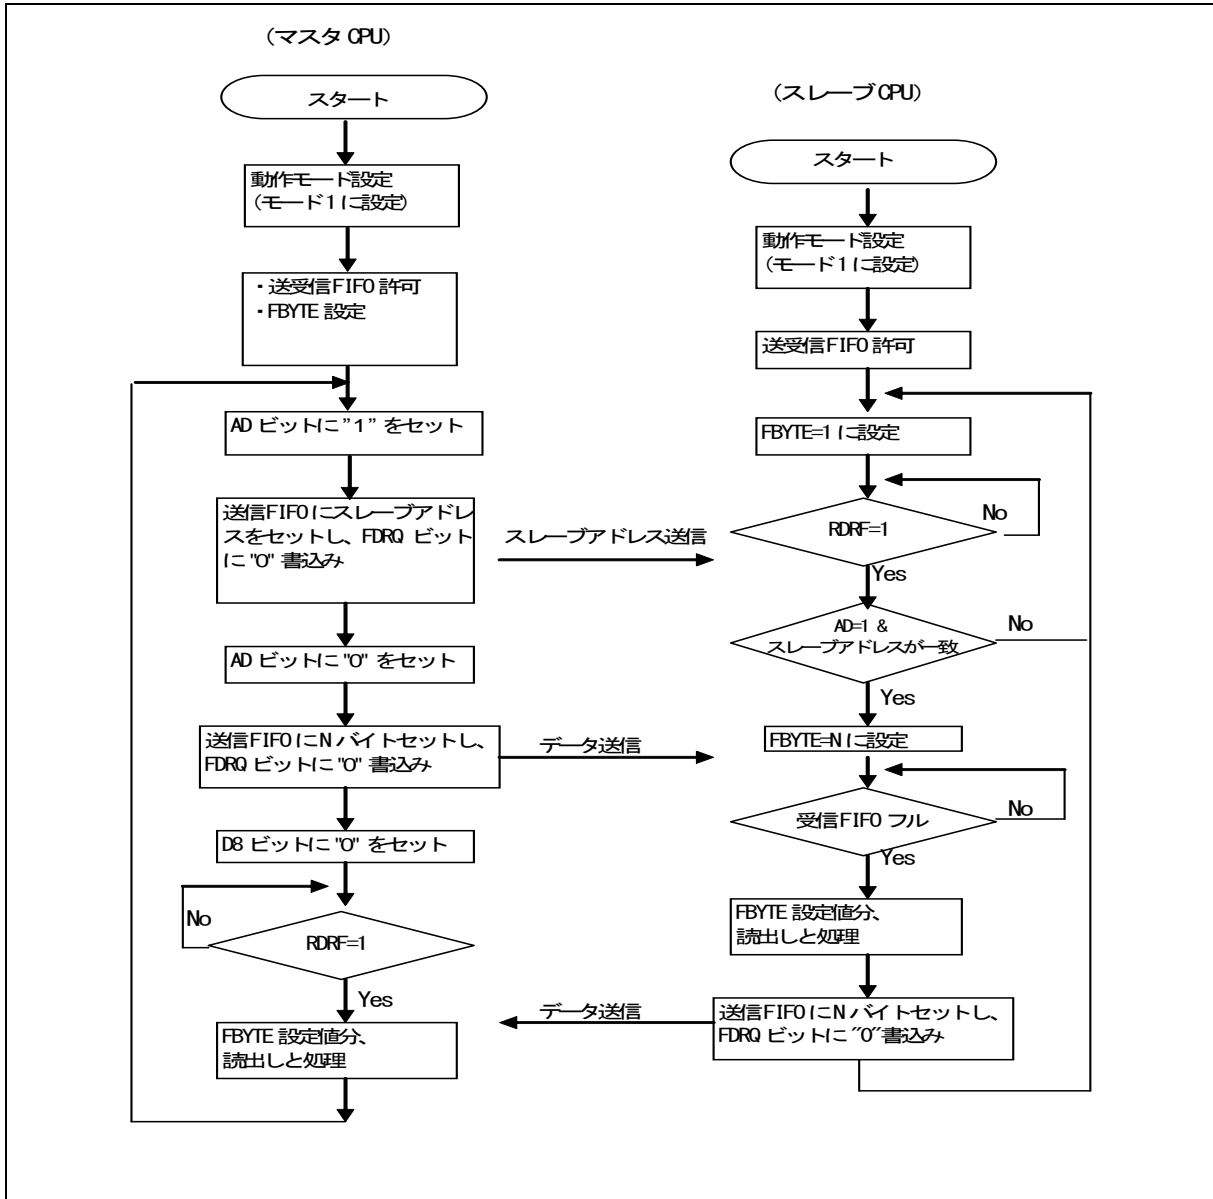 (マスタ CPU)
スタート
動作モード設定
(モード1に設定)
・送受信FIFO 許可
・FBYTE 設定
AD ビットに"1" をセット
送信FIFOにスレーブアドレ
スをセットし、FDRQ ビット
に "0" 書込み
スレーブアドレス送信
AD ビットに "0" をセット
送信FIFO にN バイトセットし、
FDRQ ビットに "0" 書込み
データ送信
D8 ビットに "0" をセット
No
RDRF=1
Yes
FBYTE 設定値分、
読出しと処理
データ送信
(スレーブCPU)
スタート
動作モード設定
(モード1に設定)
送受信FIFO 許可
FBYTE=1 に設定
RDRF=1
No
Yes
AD=1 &
スレーブアドレスが一致
No
Yes
FBYTE=N に設定
受信FIFO フル
No
Yes
FBYTE 設定値分、
読出しと処理
送信FIFO にN バイトセットし、
FDRQ ビットに "0"書込み